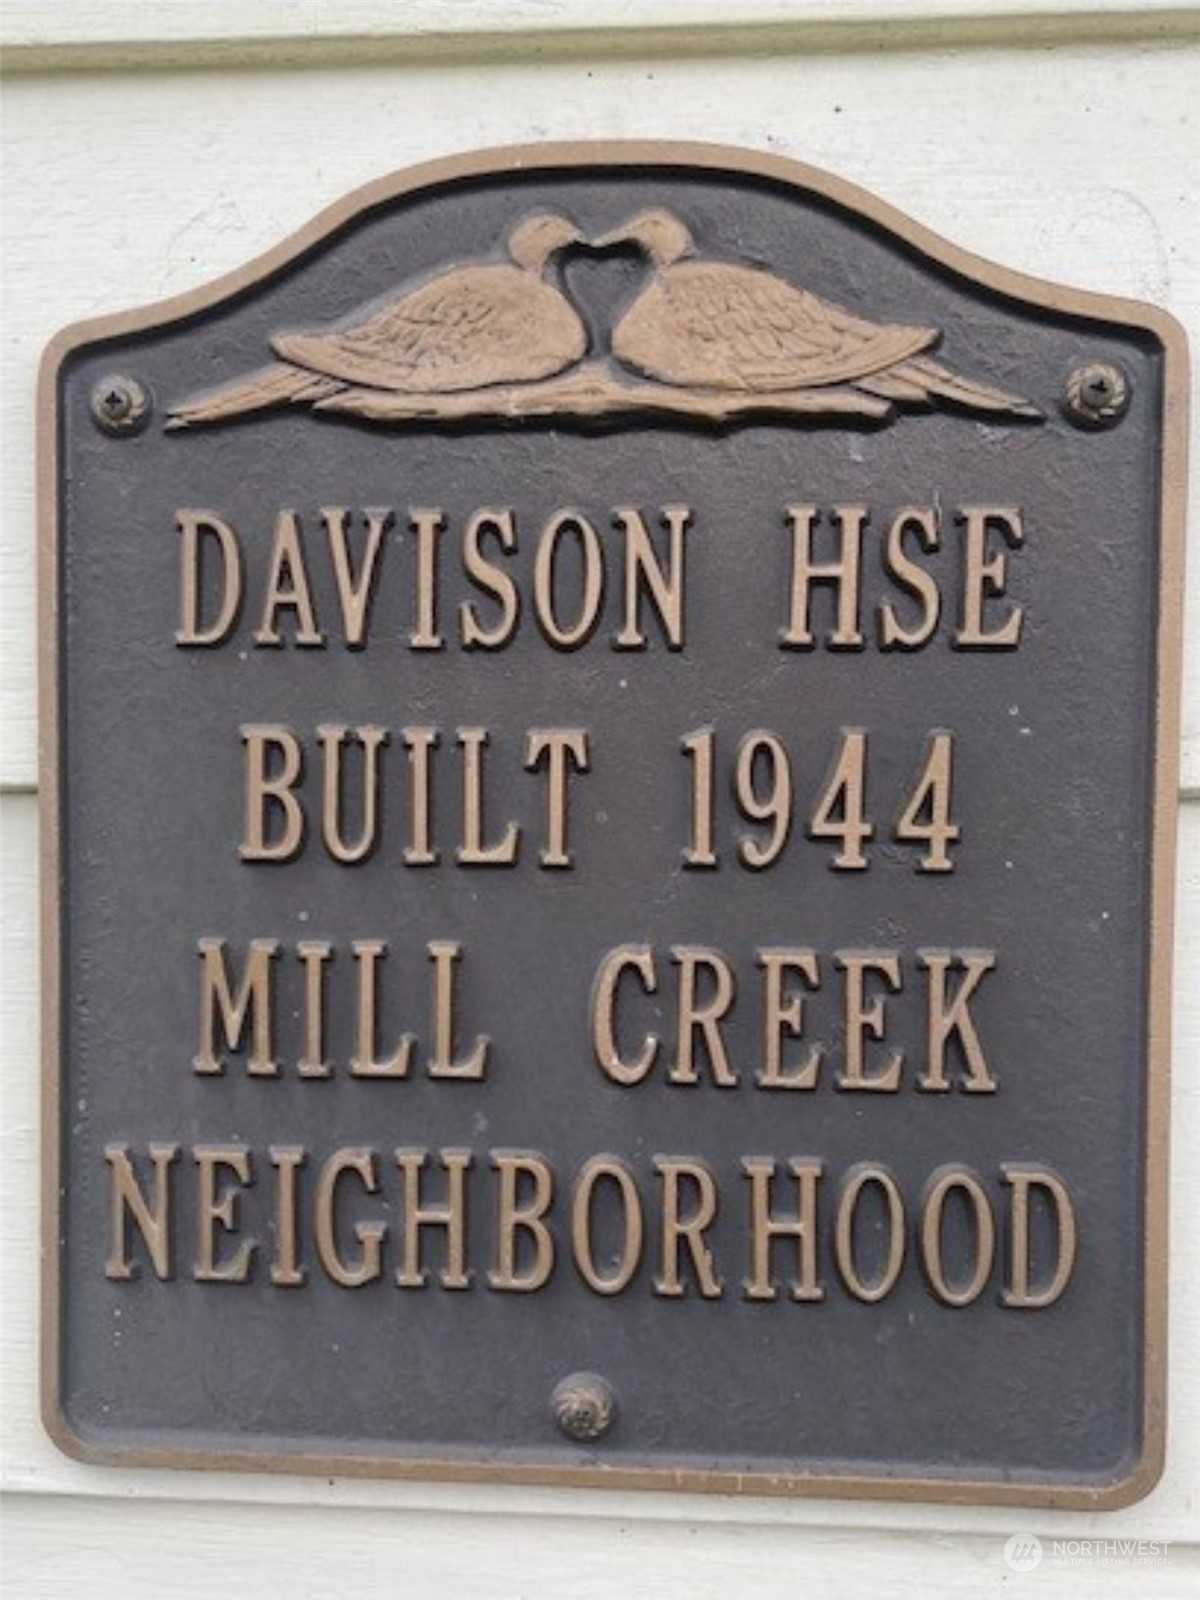 DAVISON HSE
BUILT 1944
MILL CREEK
NEIGHBORHOOD
NORTHWEST